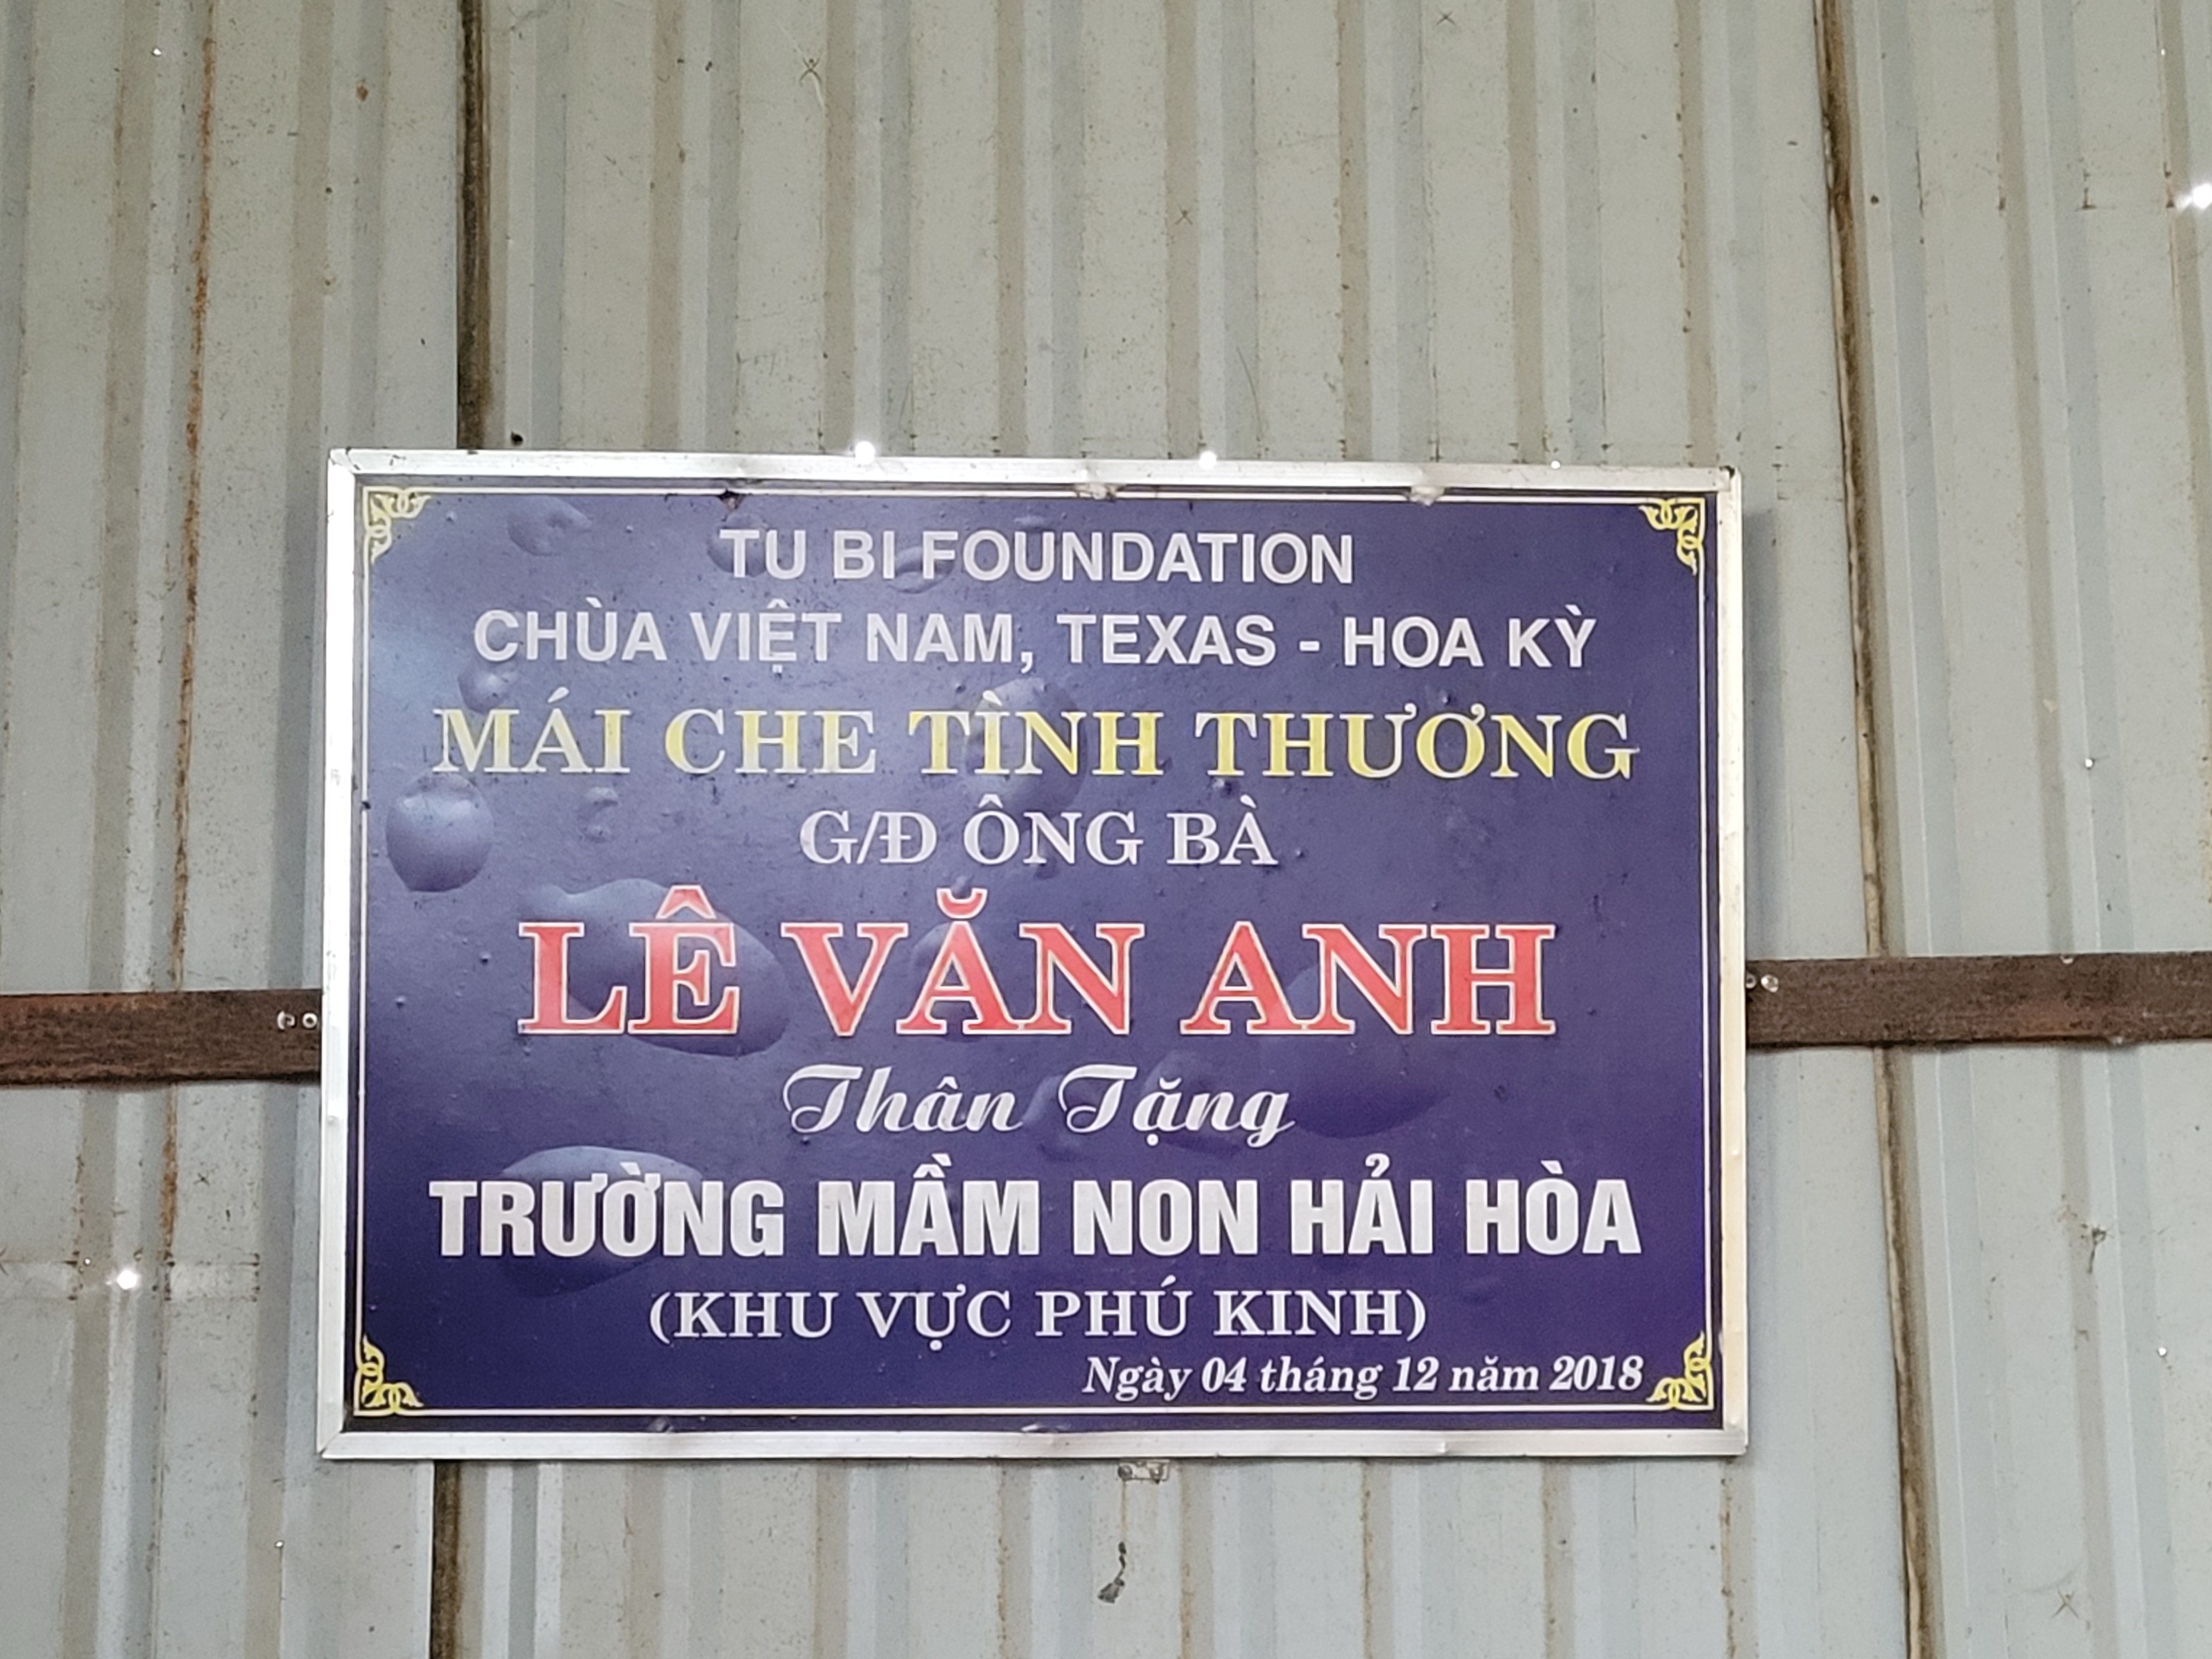 TU BI FOUNDATION
CHÙA VIỆT NAM, TEXAS - HOA KỲ
MÁI CHE TÌNH THƯƠNG
G/Đ ÔNG BÀ
LÊ VĂN ANH
Thân Tặng
TRƯỜNG MẦM NON HẢI HÒA
(KHU VỰC PHÚ KINH)
Ngày 04 tháng 12 năm 2018